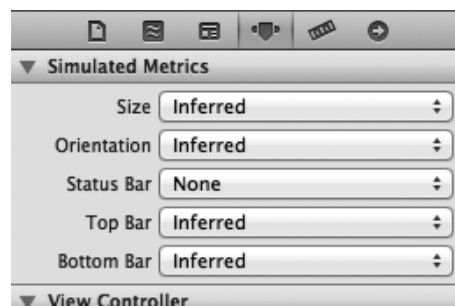 Simulated Metrics
Size Inferred
Orientation Inferred
Status Bar None
Top Bar Inferred
Bottom Bar Inferred
View Controller